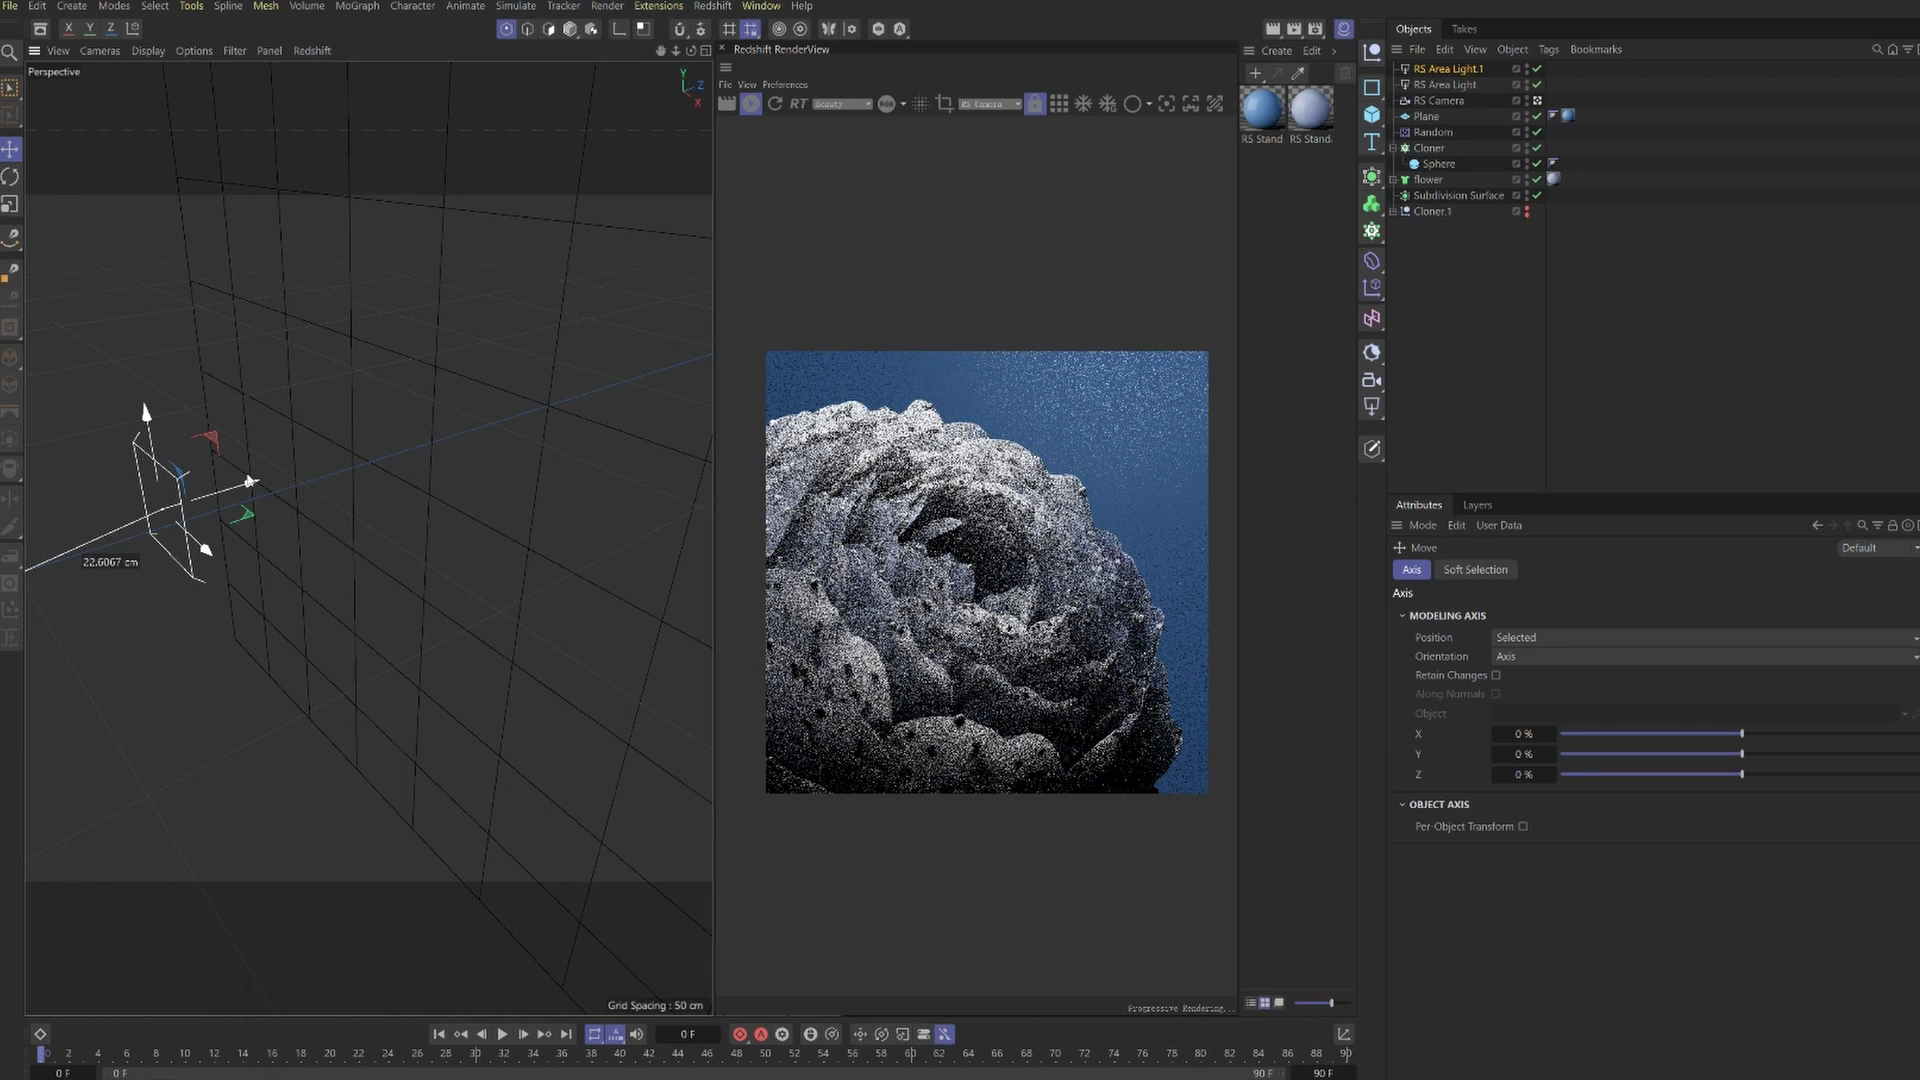 File Edit Create Modes Select Tools Spline Mesh Volume MoGraph Character Animate Simulate Tracker Render Extensions Redshift Window Help
X Y Z
View Cameras Display Options Filter Panel Redshift
Perspective
Y
Z
X
22.6067 cm
Grid Spacing : 50 cm
Redshift RenderView
File View Preferences
RT Beauty RGB RS Camera
Progressive Rendering...
Create Edit
RS Stand RS Stand
Objects Takes
File Edit View Object Tags Bookmarks
RS Area Light.1
RS Area Light
RS Camera
Plane
Random
Cloner
Sphere
flower
Subdivision Surface
Cloner.1
Attributes Layers
Mode Edit User Data
Move Default
Axis Soft Selection
Axis
MODELING AXIS
Position Selected
Orientation Axis
Retain Changes
Along Normals
Object
X 0 %
Y 0 %
Z 0 %
OBJECT AXIS
Per-Object Transform
0 F
0 2 4 6 8 10 12 14 16 18 20 22 24 26 28 30 32 34 36 38 40 42 44 46 48 50 52 54 56 58 60 62 64 66 68 70 72 74 76 78 80 82 84 86 88 90
0 F 0 F 90 F 90 F